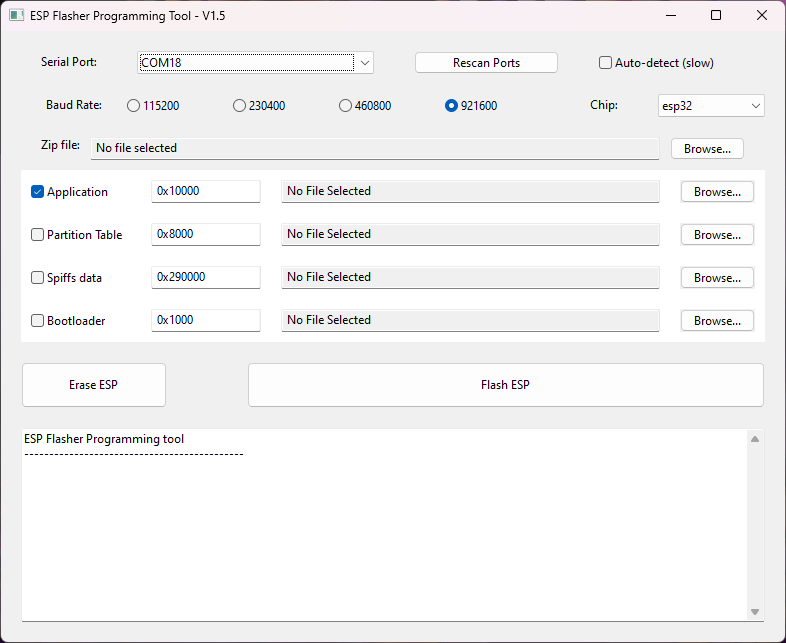 ESP Flasher Programming Tool - V1.5
Serial Port: COM18 Rescan Ports Auto-detect (slow)
Baud Rate: 115200 230400 460800 921600 Chip: esp32
Zip file: No file selected Browse...
Application 0x10000 No File Selected Browse...
Partition Table 0x8000 No File Selected Browse...
Spiffs data 0x290000 No File Selected Browse...
Bootloader 0x1000 No File Selected Browse...
Erase ESP Flash ESP
ESP Flasher Programming tool
--------------------------------------------